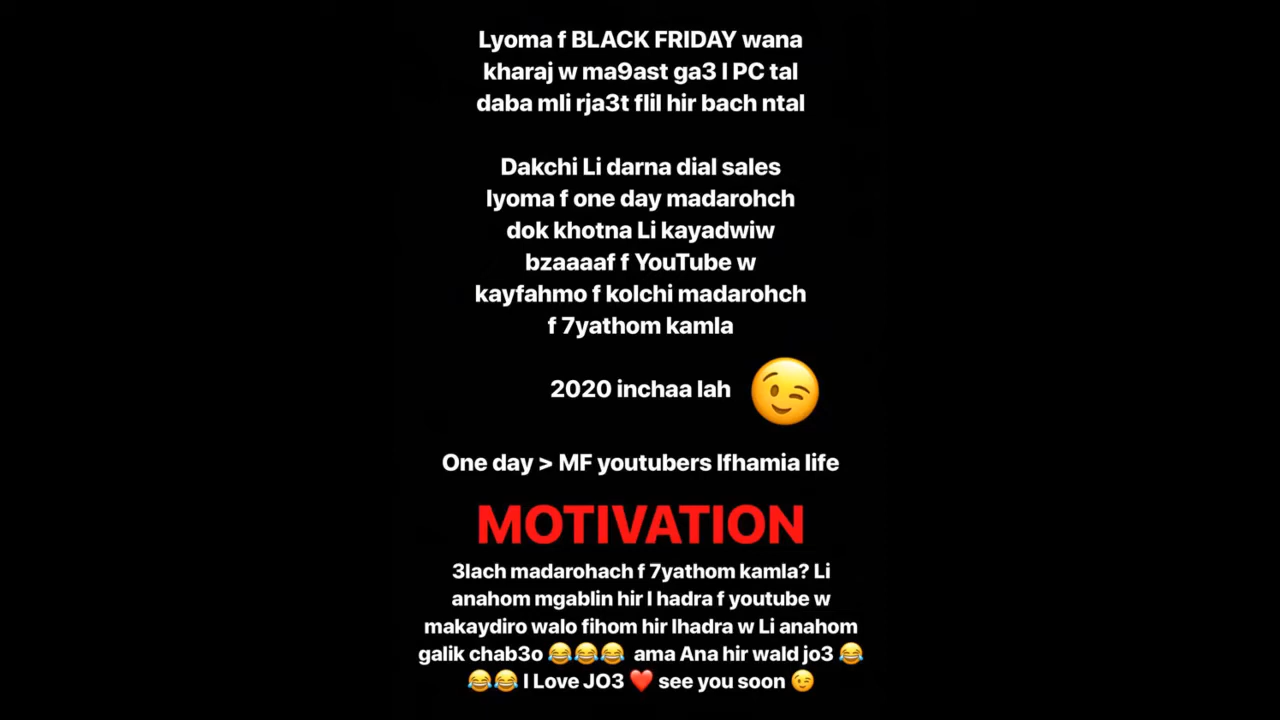 Lyoma f BLACK FRIDAY wana
kharaj w ma9ast ga3 l PC tal
daba mli rja3t flil hir bach ntal
Dakchi Li darna dial sales
lyoma f one day madarohch
dok khotna Li kayadwiw
bzaaaaf f YouTube w
kayfahmo f kolchi madarohch
f 7yathom kamla
2020 inchaa lah 😉
One day > MF youtubers lfhamia life
MOTIVATION
3lach madarohach f 7yathom kamla? Li
anahom mgablin hir l hadra f youtube w
makaydiro walo fihom hir lhadra w Li anahom
galik chab3o 😂😂😂 ama Ana hir wald jo3 😂
😂😂 I Love JO3 ❤️ see you soon 😉